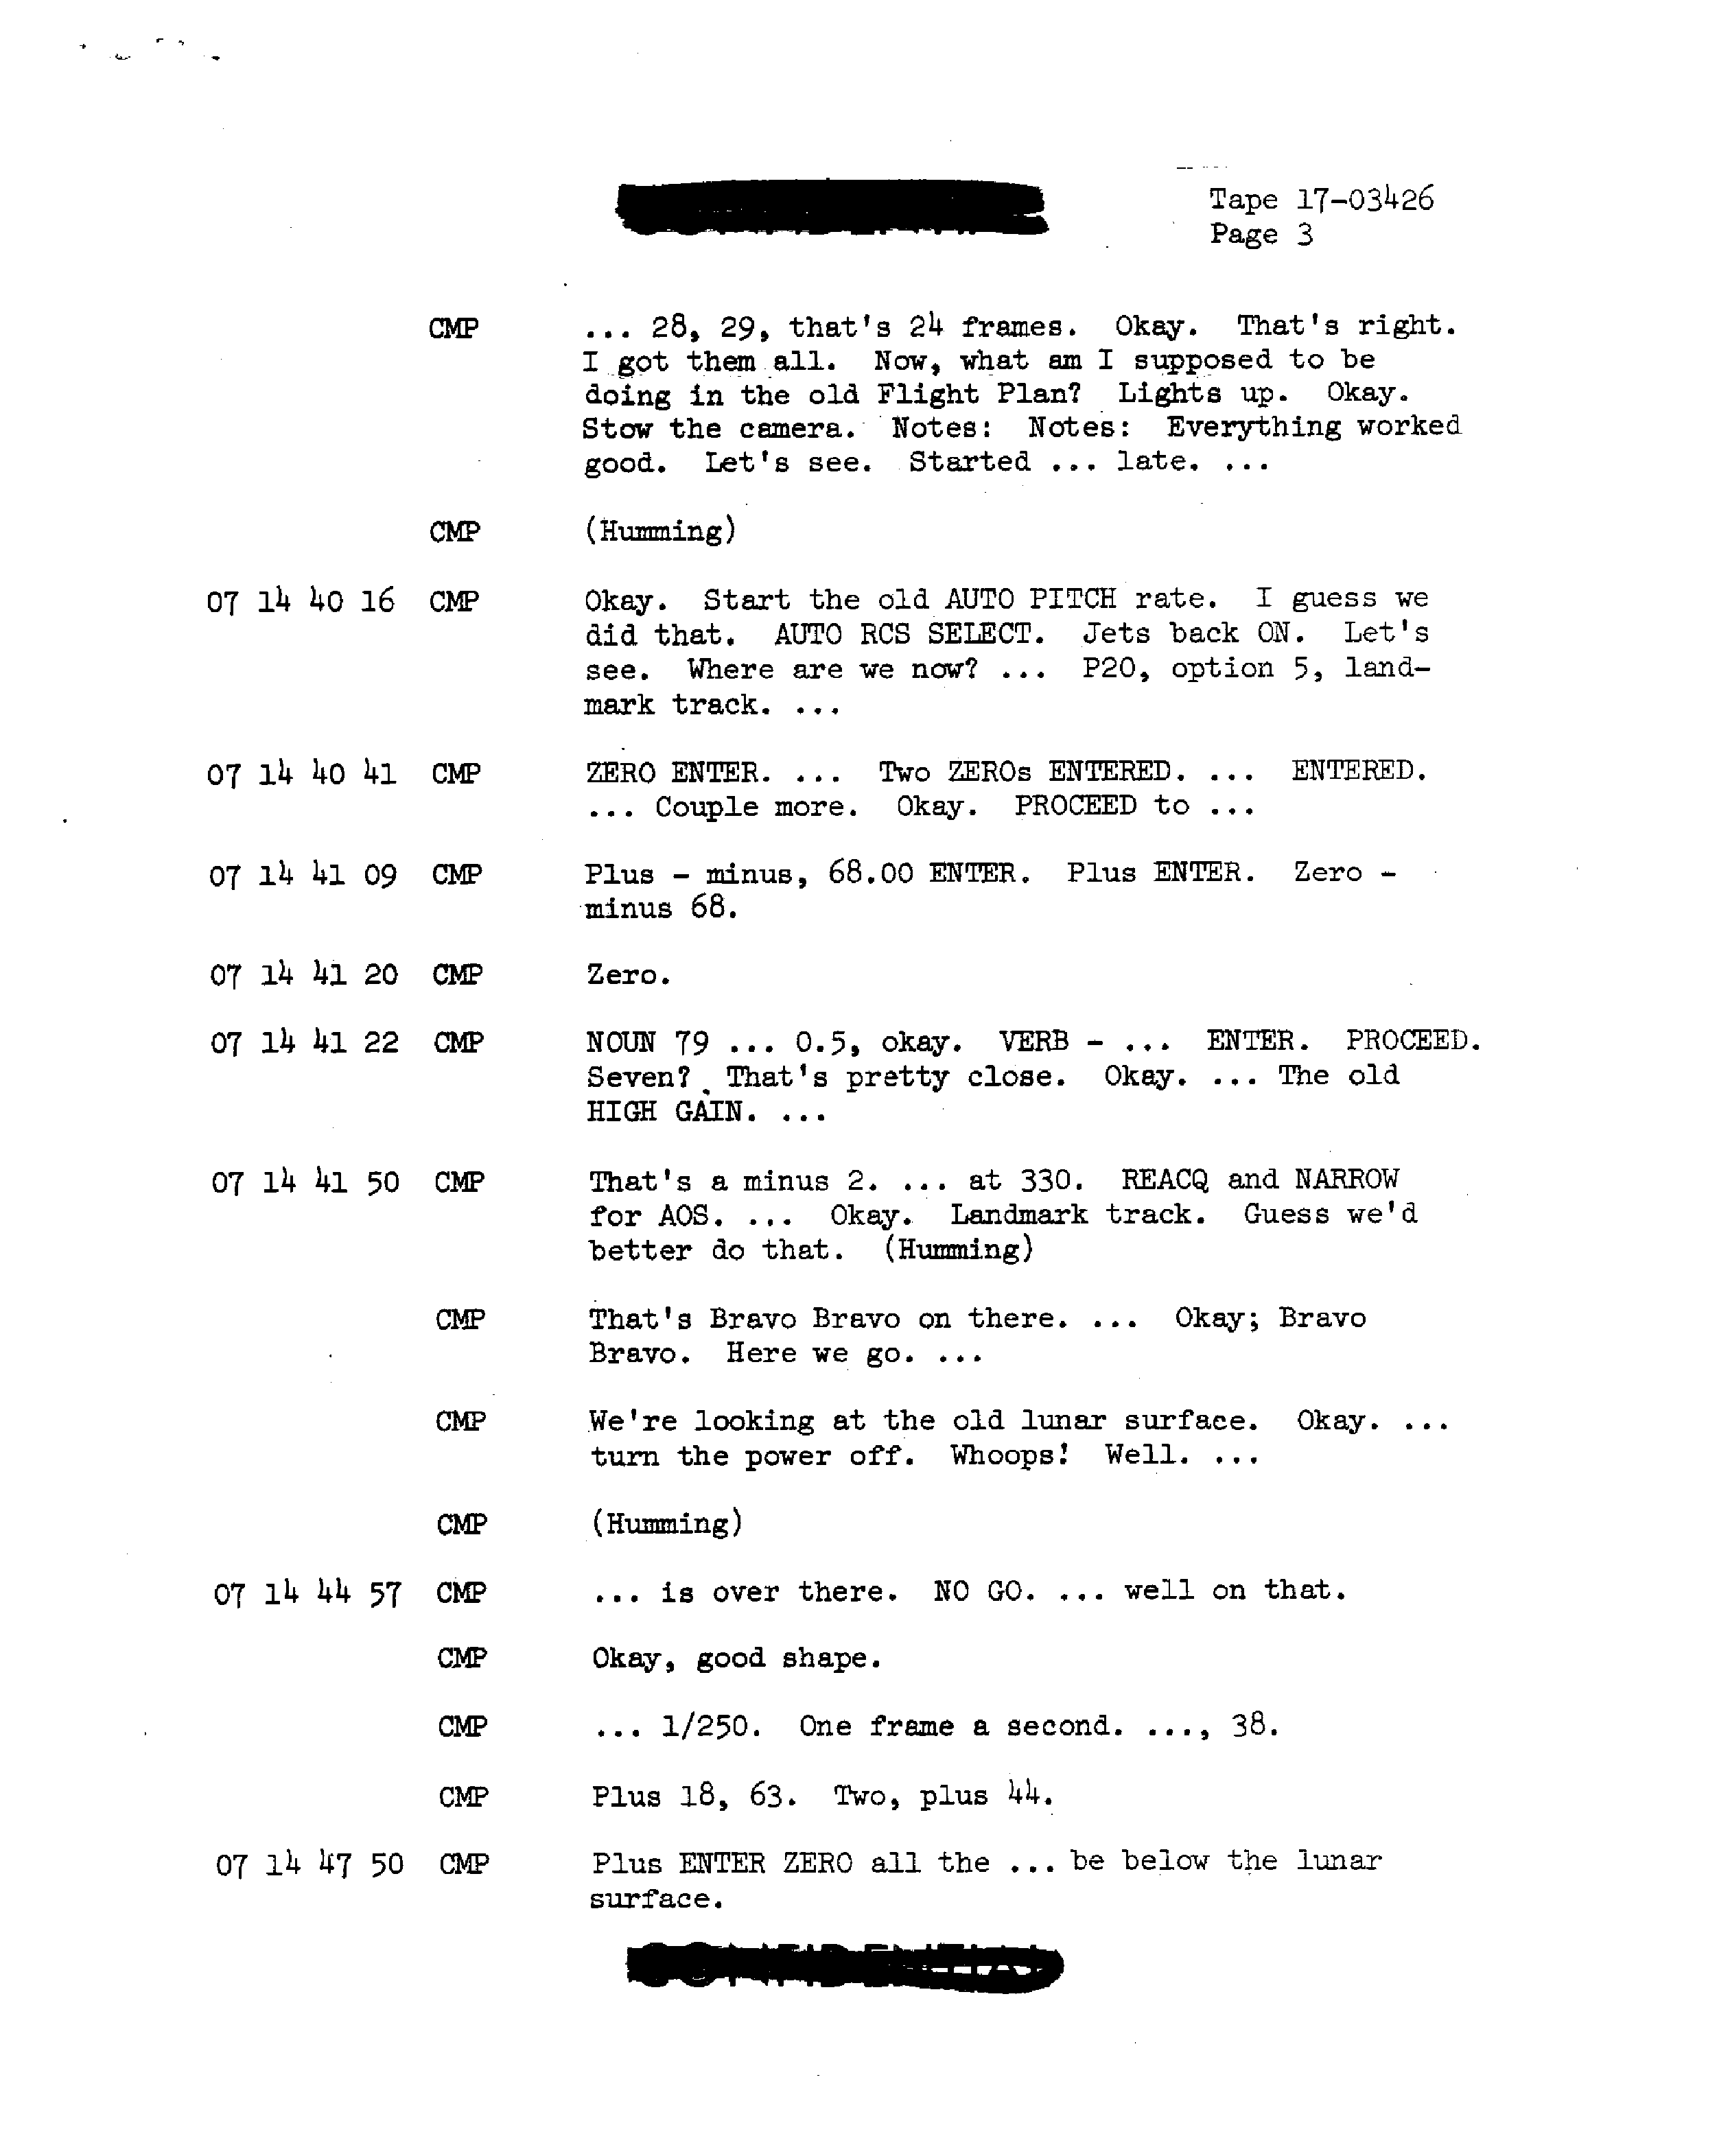 Tape 17-03426
Page 3
CMP ... 28, 29, that's 24 frames. Okay. That's right.
I got them all. Now, what am I supposed to be
doing in the old Flight Plan? Lights up. Okay.
Stow the camera. Notes: Notes: Everything worked
good. Let's see. Started ... late. ...
CMP (Humming)
07 14 40 16 CMP Okay. Start the old AUTO PITCH rate. I guess we
did that. AUTO RCS SELECT. Jets back ON. Let's
see. Where are we now? ... P20, option 5, land-
mark track. ...
07 14 40 41 CMP ZERO ENTER. ... Two ZEROs ENTERED. ... ENTERED.
... Couple more. Okay. PROCEED to ...
07 14 41 09 CMP Plus - minus, 68.00 ENTER. Plus ENTER. Zero -
minus 68.
07 14 41 20 CMP Zero.
07 14 41 22 CMP NOUN 79 ... 0.5, okay. VERB - ... ENTER. PROCEED.
Seven? That's pretty close. Okay. ... The old
HIGH GAIN. ...
07 14 41 50 CMP That's a minus 2. ... at 330. REACQ and NARROW
for AOS. ... Okay. Landmark track. Guess we'd
better do that. (Humming)
CMP That's Bravo Bravo on there. ... Okay; Bravo
Bravo. Here we go. ...
CMP We're looking at the old lunar surface. Okay. ...
turn the power off. Whoops! Well. ...
CMP (Humming)
07 14 44 57 CMP ... is over there. NO GO. ... well on that.
CMP Okay, good shape.
CMP ... 1/250. One frame a second. ..., 38.
CMP Plus 18, 63. Two, plus 44.
07 14 47 50 CMP Plus ENTER ZERO all the ... be below the lunar
surface.